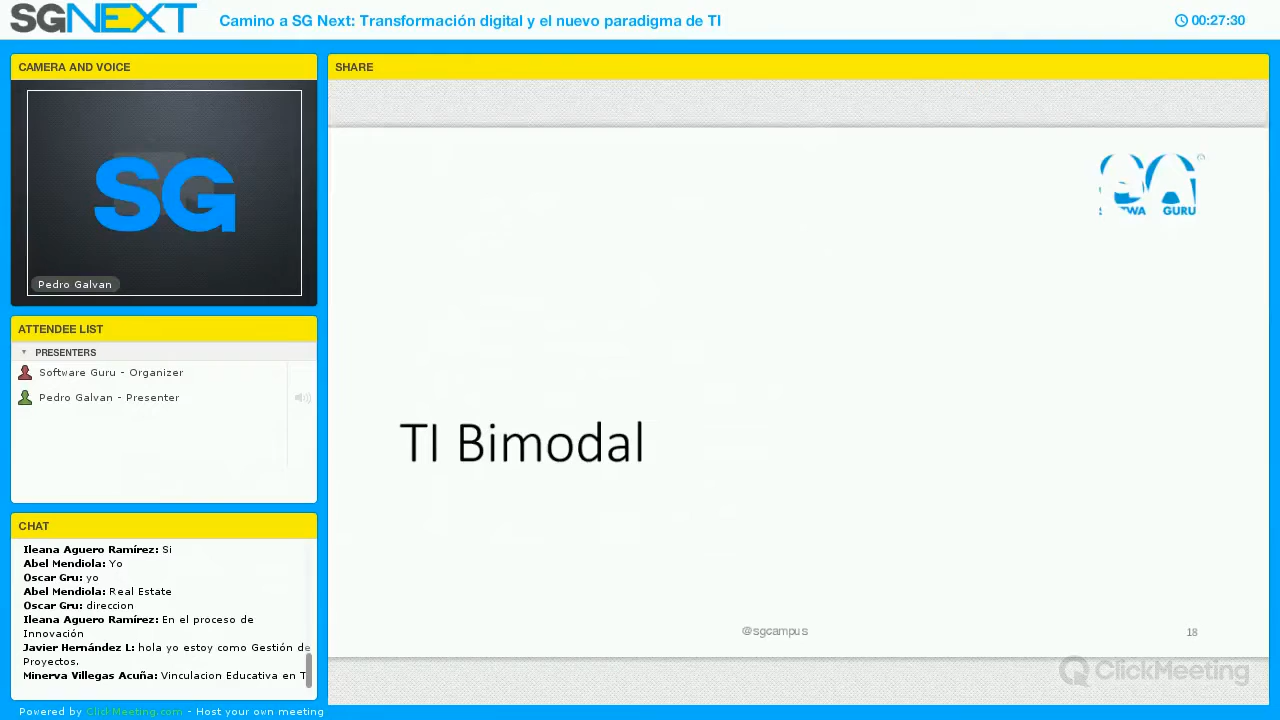 SGNEXT
Camino a SG Next: Transformación digital y el nuevo paradigma de TI
00:27:30
CAMERA AND VOICE
SG
Pedro Galvan
ATTENDEE LIST
PRESENTERS
Software Guru - Organizer
Pedro Galvan - Presenter
CHAT
Ileana Aguero Ramírez: Si
Abel Mendiola: Yo
Oscar Gru: yo
Abel Mendiola: Real Estate
Oscar Gru: direccion
Ileana Aguero Ramírez: En el proceso de
Innovación
Javier Hernández L: hola yo estoy como Gestión de
Proyectos.
Minerva Villegas Acuña: Vinculacion Educativa en T
Powered by ClickMeeting.com - Host your own meeting
SHARE
GURU
TI Bimodal
@sgcampus
18
ClickMeeting